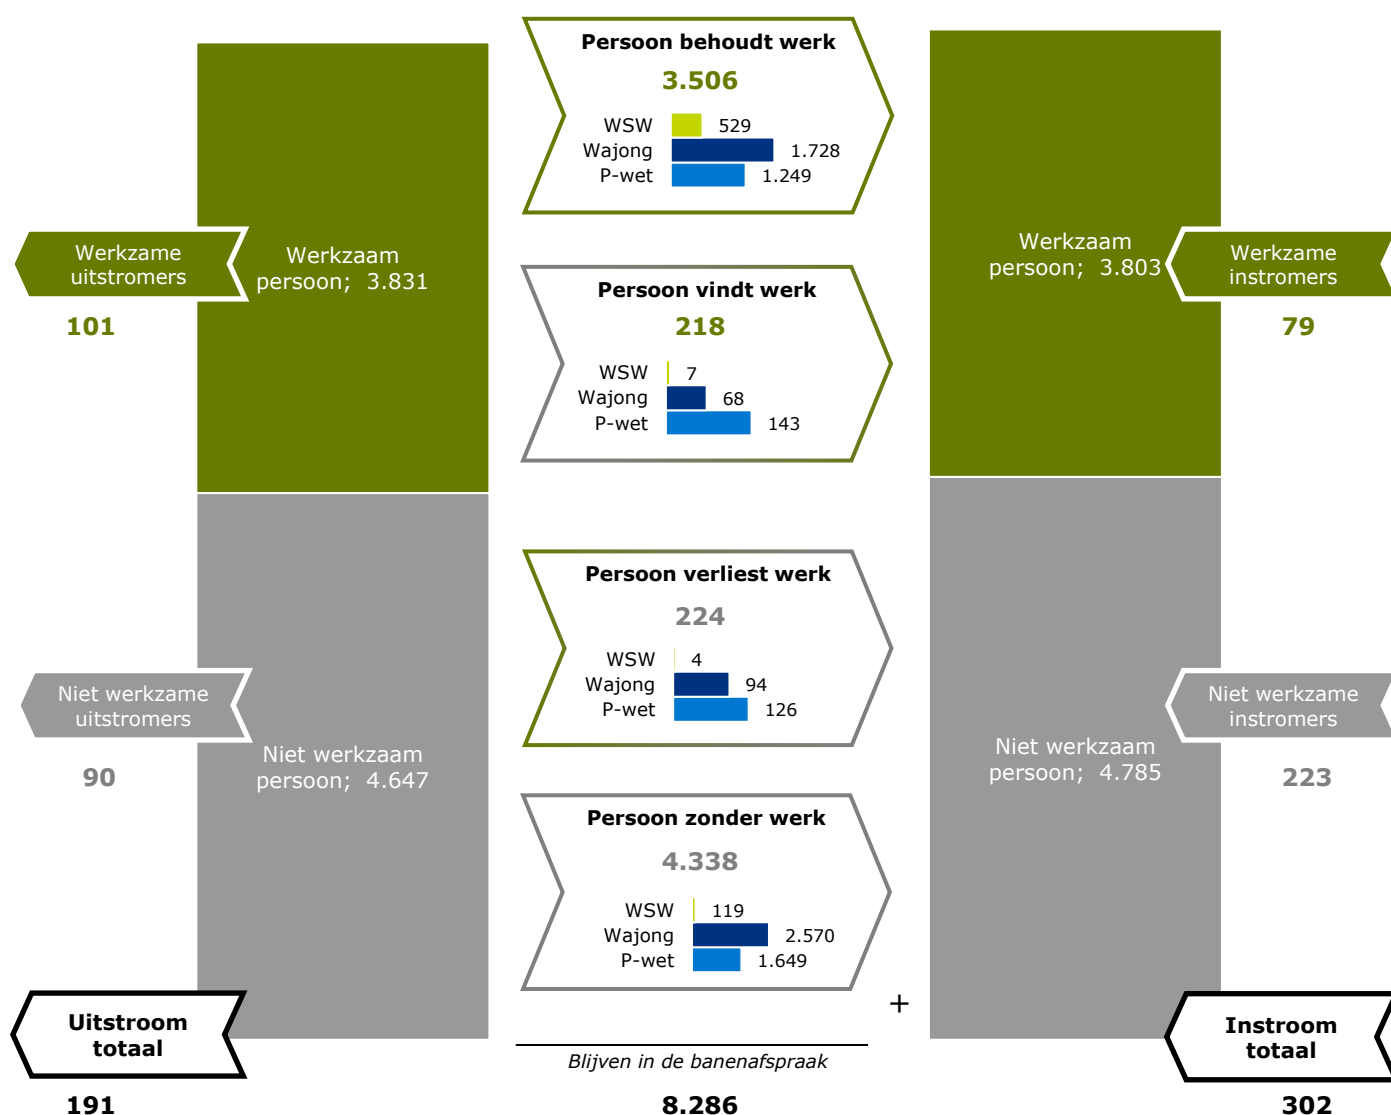 Persoon behoudt werk
3.506
WSW 529
Wajong 1.728
P-wet 1.249
Werkzame
uitstromers
101
Werkzaam
persoon; 3.831
Persoon vindt werk
218
WSW 7
Wajong 68
P-wet 143
Werkzaam
persoon; 3.803
Werkzame
instromers
79
Persoon verliest werk
224
WSW 4
Wajong 94
P-wet 126
Niet werkzame
uitstromers
90
Niet werkzaam
persoon; 4.647
Persoon zonder werk
4.338
WSW 119
Wajong 2.570
P-wet 1.649
Niet werkzaam
persoon; 4.785
Niet werkzame
instromers
223
+
Uitstroom
totaal
191
Blijven in de banenafspraak
8.286
Instroom
totaal
302